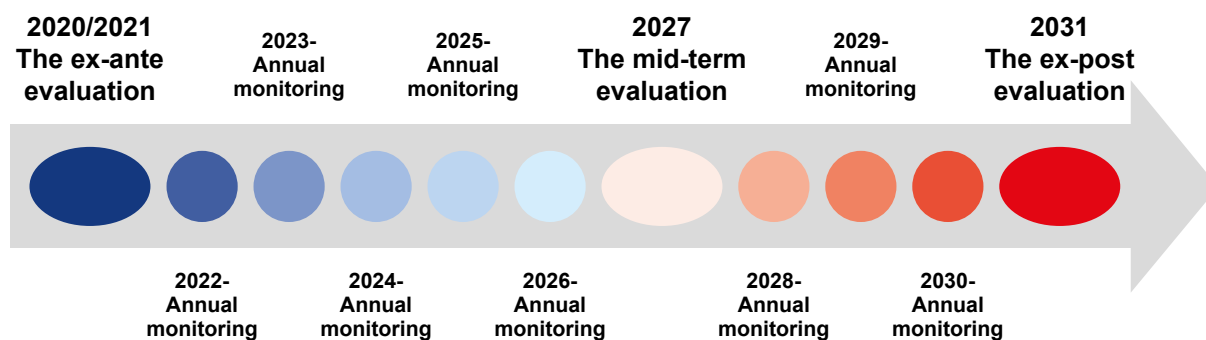 2020/2021
The ex-ante
evaluation
2023-
Annual
monitoring
2025-
Annual
monitoring
2027
The mid-term
evaluation
2029-
Annual
monitoring
2031
The ex-post
evaluation
2022-
Annual
monitoring
2024-
Annual
monitoring
2026-
Annual
monitoring
2028-
Annual
monitoring
2030-
Annual
monitoring